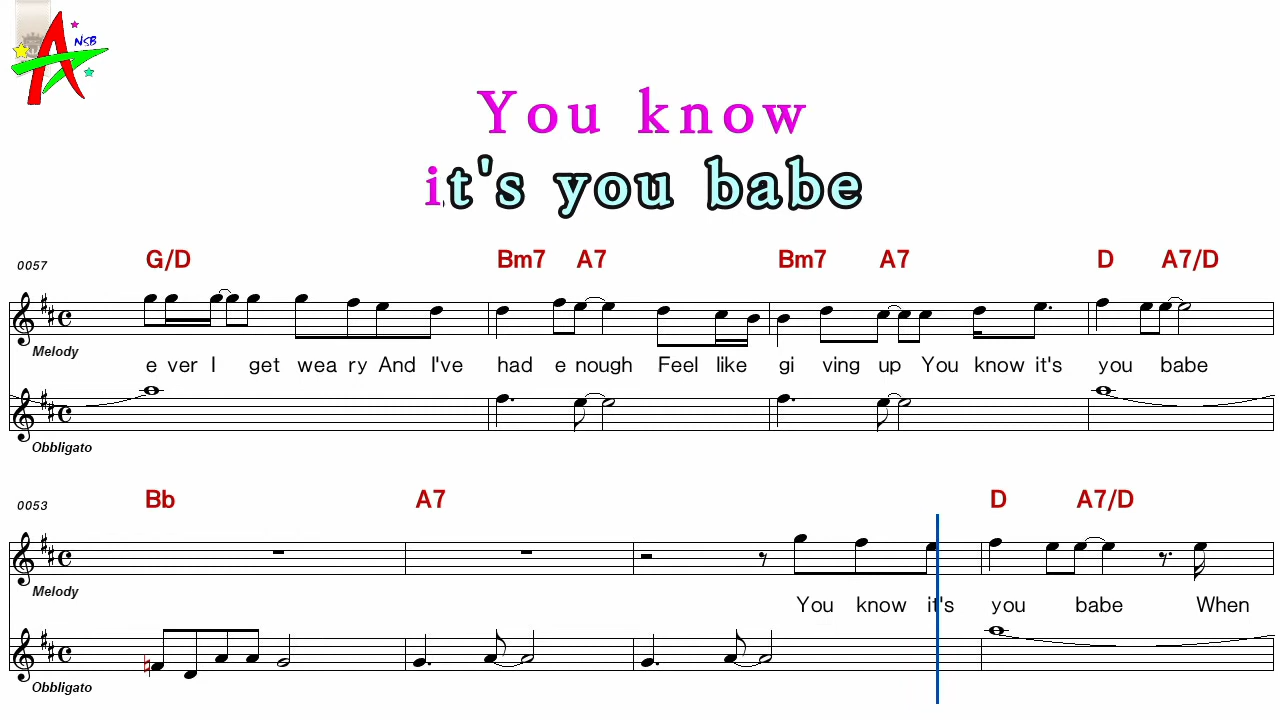 NSB
You know
it's you babe
0057 G/D Bm7 A7 Bm7 A7 D A7/D
Melody
e ver I get wea ry And I've had e nough Feel like gi ving up You know it's you babe
Obbligato
0053 Bb A7 D A7/D
Melody
You know it's you babe When
Obbligato